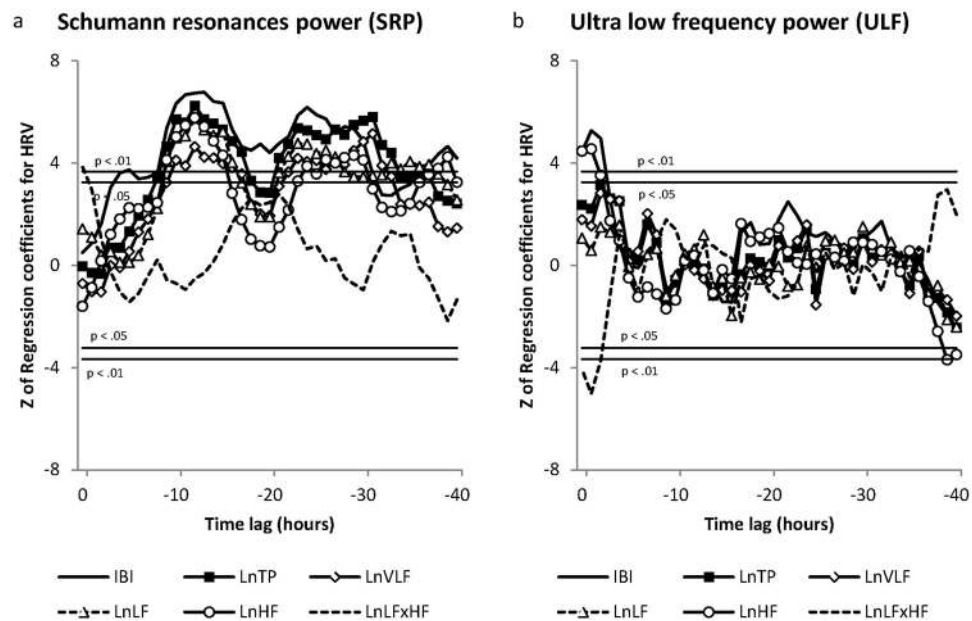 a Schumann resonances power (SRP)
Z of Regression coefficients for HRV
8
4
0
-4
-8
p < .01
p < .05
p < .05
p < .01
0 -10 -20 -30 -40
Time lag (hours)
IBI LnTP LnVLF
LnLF LnHF LnLFxHF
b Ultra low frequency power (ULF)
Z of Regression coefficients for HRV
8
4
0
-4
-8
p < .01
p < .05
p < .05
p < .01
0 -10 -20 -30 -40
Time lag (hours)
IBI LnTP LnVLF
LnLF LnHF LnLFxHF